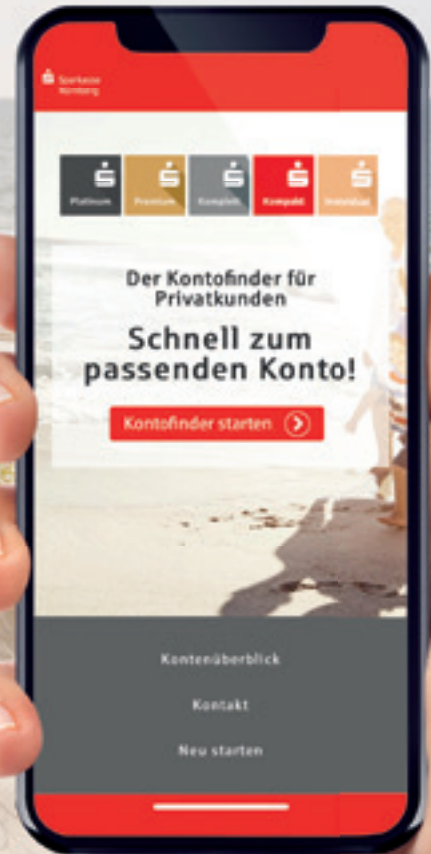 Sparkasse
Nürnberg
Platinum Premium Komplett Kompakt Individual
Der Kontofinder für
Privatkunden
Schnell zum
passenden Konto!
Kontofinder starten
Kontenüberblick
Kontakt
Neu starten